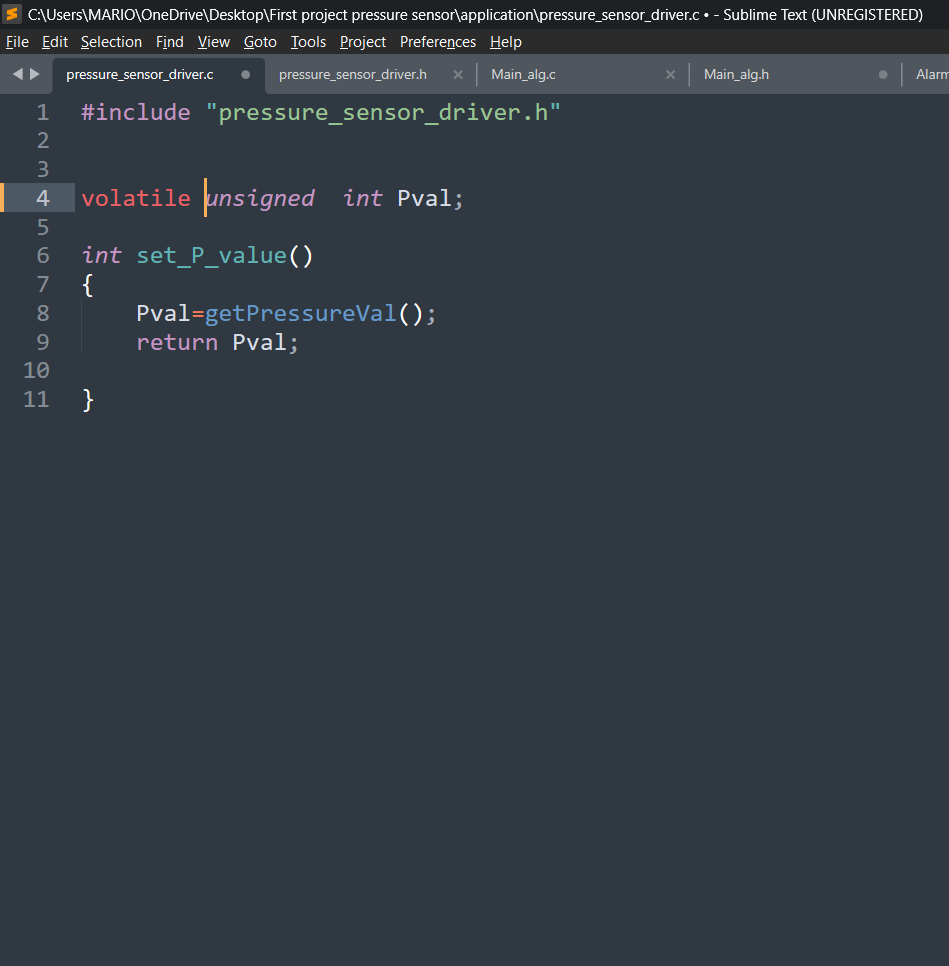 C:\Users\MARIO\OneDrive\Desktop\First project pressure sensor\application\pressure_sensor_driver.c • - Sublime Text (UNREGISTERED)
File Edit Selection Find View Goto Tools Project Preferences Help
pressure_sensor_driver.c pressure_sensor_driver.h Main_alg.c Main_alg.h Alarm
1 #include "pressure_sensor_driver.h"
2
3
4 volatile unsigned  int Pval;
5
6 int set_P_value()
7 {
8     Pval=getPressureVal();
9     return Pval;
10
11 }